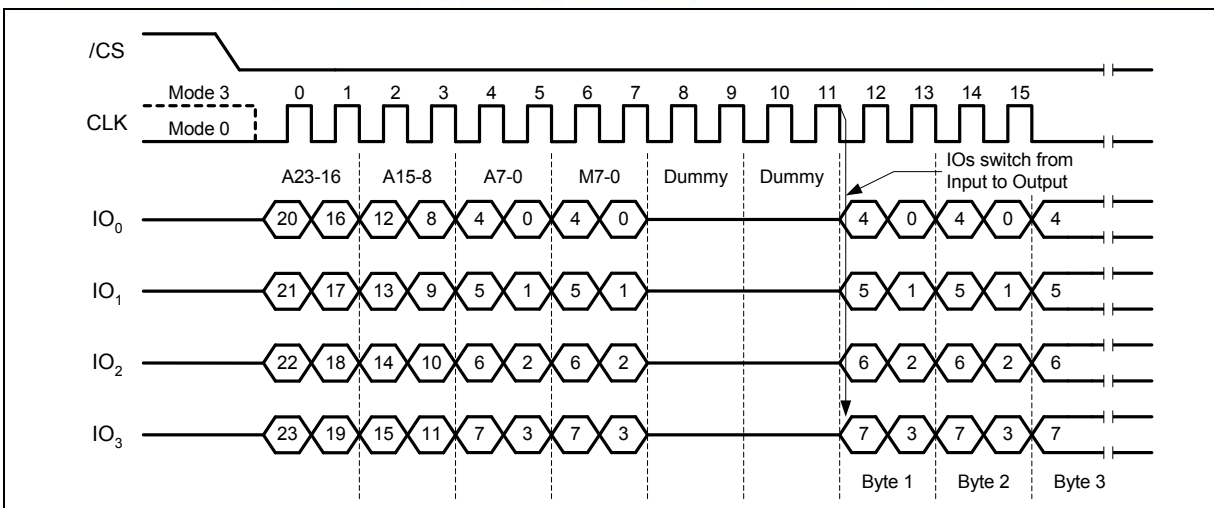 /CS
Mode 3 0 1 2 3 4 5 6 7 8 9 10 11 12 13 14 15
CLK
Mode 0
IOs switch from
Input to Output
A23-16 A15-8 A7-0 M7-0 Dummy Dummy
IO0 20 16 12 8 4 0 4 0 4 0 4 0 4
IO1 21 17 13 9 5 1 5 1 5 1 5 1 5
IO2 22 18 14 10 6 2 6 2 6 2 6 2 6
IO3 23 19 15 11 7 3 7 3 7 3 7 3 7
Byte 1 Byte 2 Byte 3